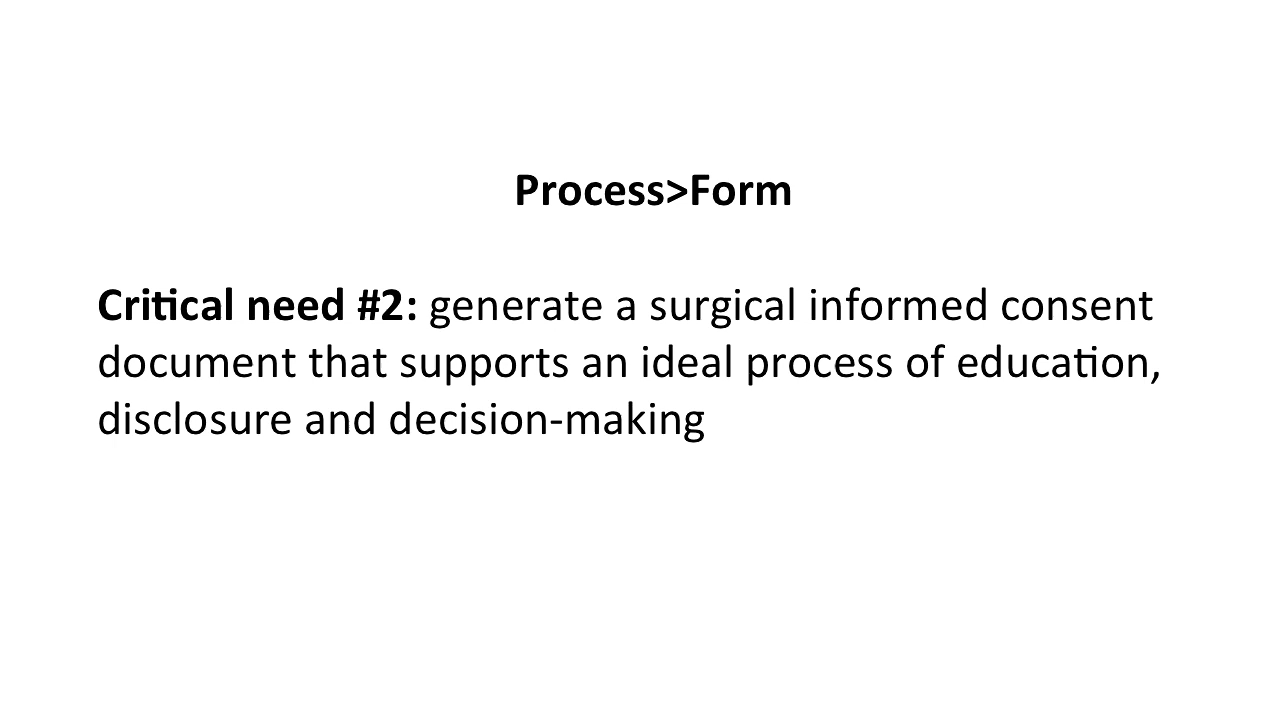 Process>Form
Critical need #2: generate a surgical informed consent
document that supports an ideal process of education,
disclosure and decision-making